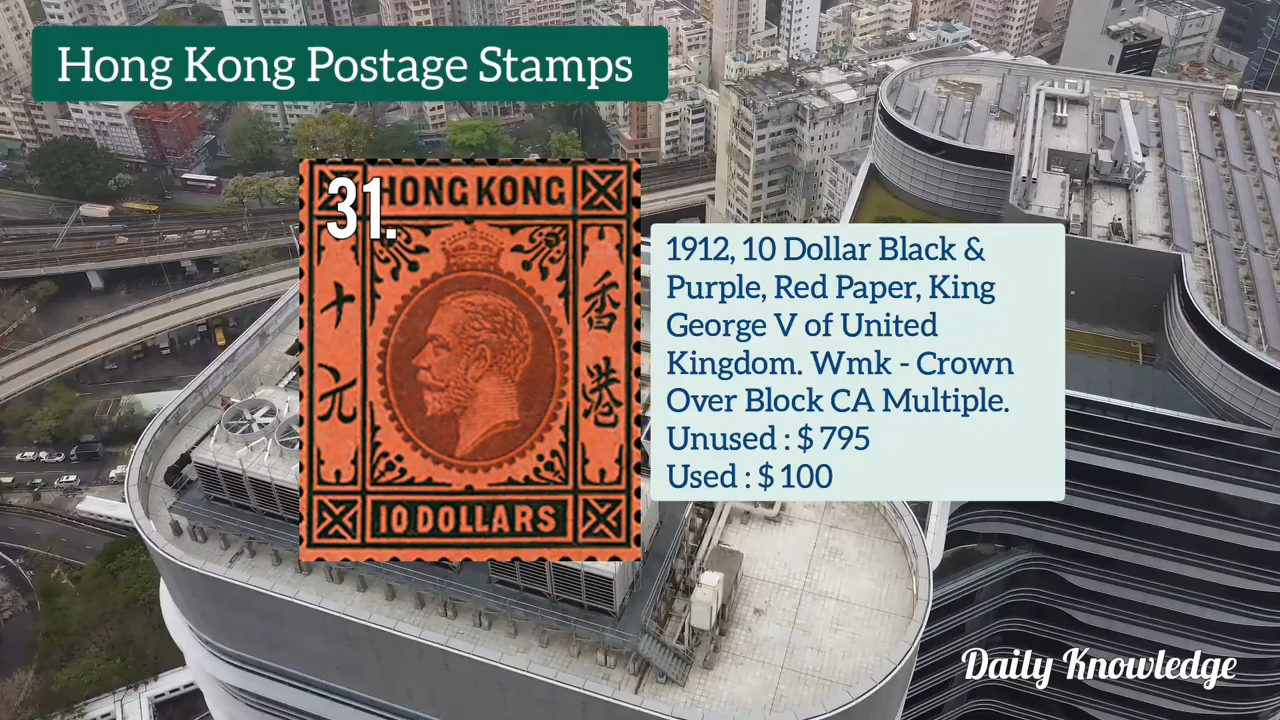 Hong Kong Postage Stamps
31.
HONG KONG
十元
香港
10 DOLLARS
1912, 10 Dollar Black &
Purple, Red Paper, King
George V of United
Kingdom. Wmk - Crown
Over Block CA Multiple.
Unused : $ 795
Used : $ 100
Daily Knowledge